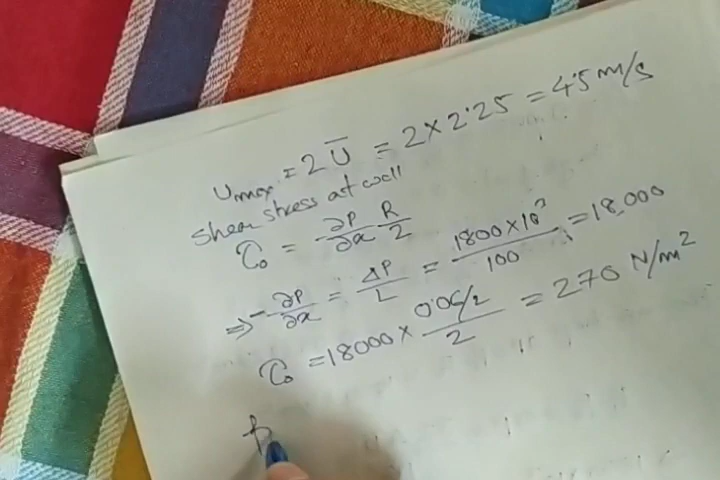 Umax = 2 Ū = 2 × 2.25 = 4.5 m/s
Shear stress at wall
τ₀ = -∂P/∂x R/2
⇒ -∂P/∂x = ΔP/L = 1800×10³/100 = 18,000
τ₀ = 18000 × (0.06/2)/2 = 270 N/m²